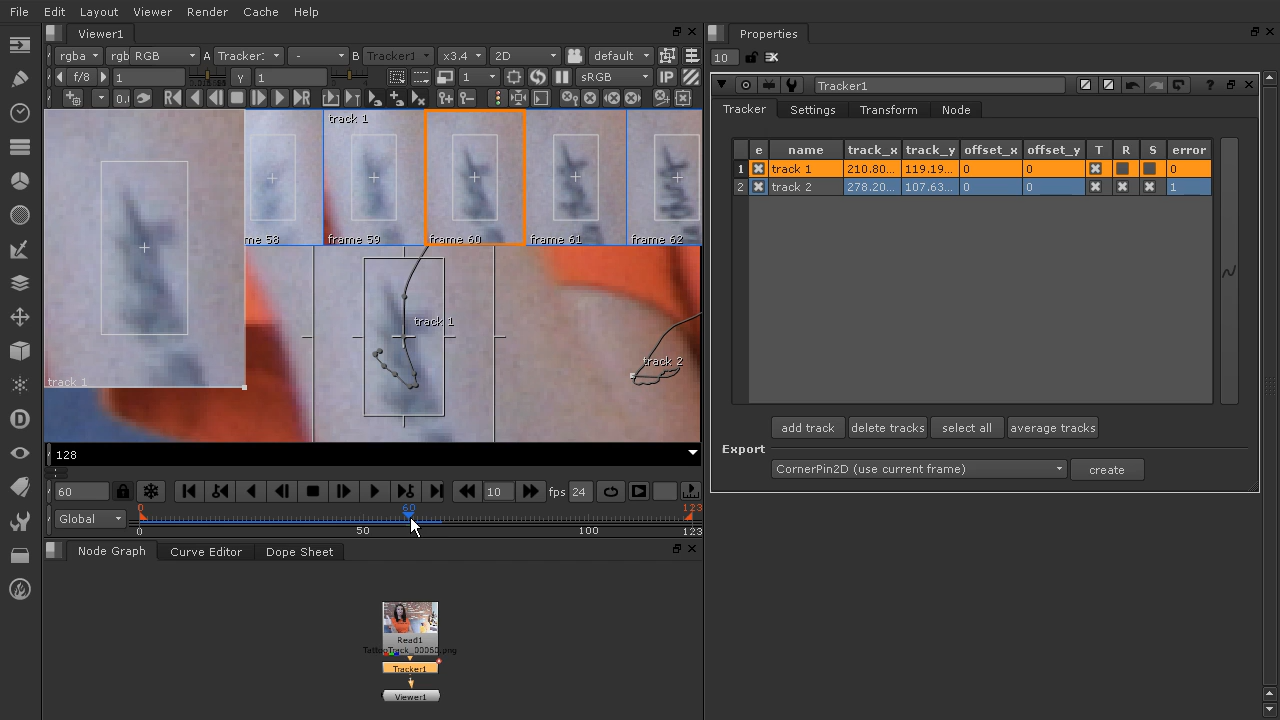 File Edit Layout Viewer Render Cache Help
Viewer1
rgba rgb RGB A Tracker: - B Tracker1 x3.4 2D default
f/8 1 Y 1 1 sRGB IP
track 1
frame 59 frame 60 frame 61 frame 62
track 1
track 2
track 1
128
60 10 fps 24
0 60 123
Global 0 50 100 123
Node Graph Curve Editor Dope Sheet
Read1
Tracker1
Viewer1
Properties
10
Tracker1
Tracker Settings Transform Node
e name track_x track_y offset_x offset_y T R S error
1 track 1 210.80... 119.19... 0 0 0
2 track 2 278.20... 107.63... 0 0 1
add track delete tracks select all average tracks
Export
CornerPin2D (use current frame) create